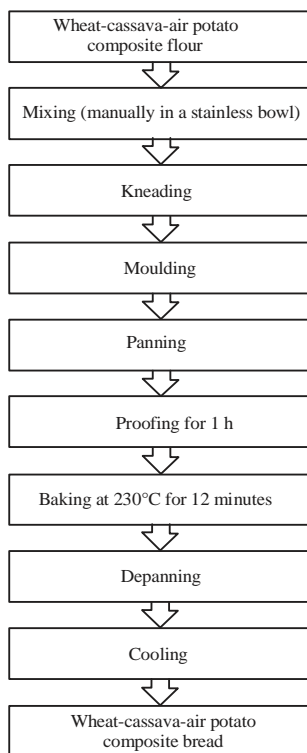 Wheat-cassava-air potato
composite flour
Mixing (manually in a stainless bowl)
Kneading
Moulding
Panning
Proofing for 1 h
Baking at 230°C for 12 minutes
Depanning
Cooling
Wheat-cassava-air potato
composite bread